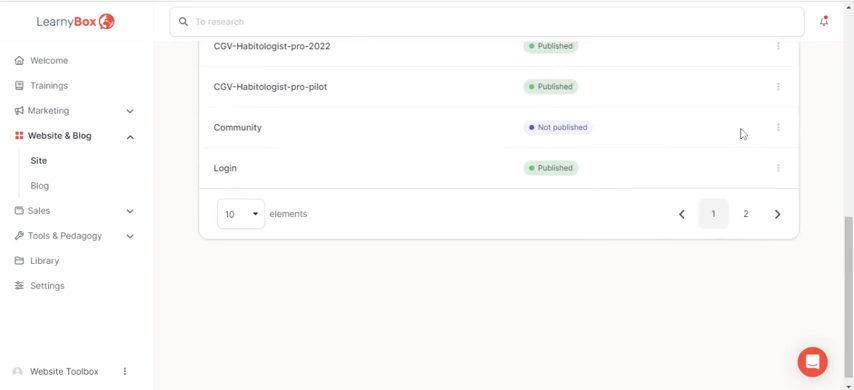 LearnyBox
To research
Welcome
Trainings
Marketing
Website & Blog
Site
Blog
Sales
Tools & Pedagogy
Library
Settings
Website Toolbox
CGV-Habitologist-pro-2022 Published
CGV-Habitologist-pro-pilot Published
Community Not published
Login Published
10 elements 1 2